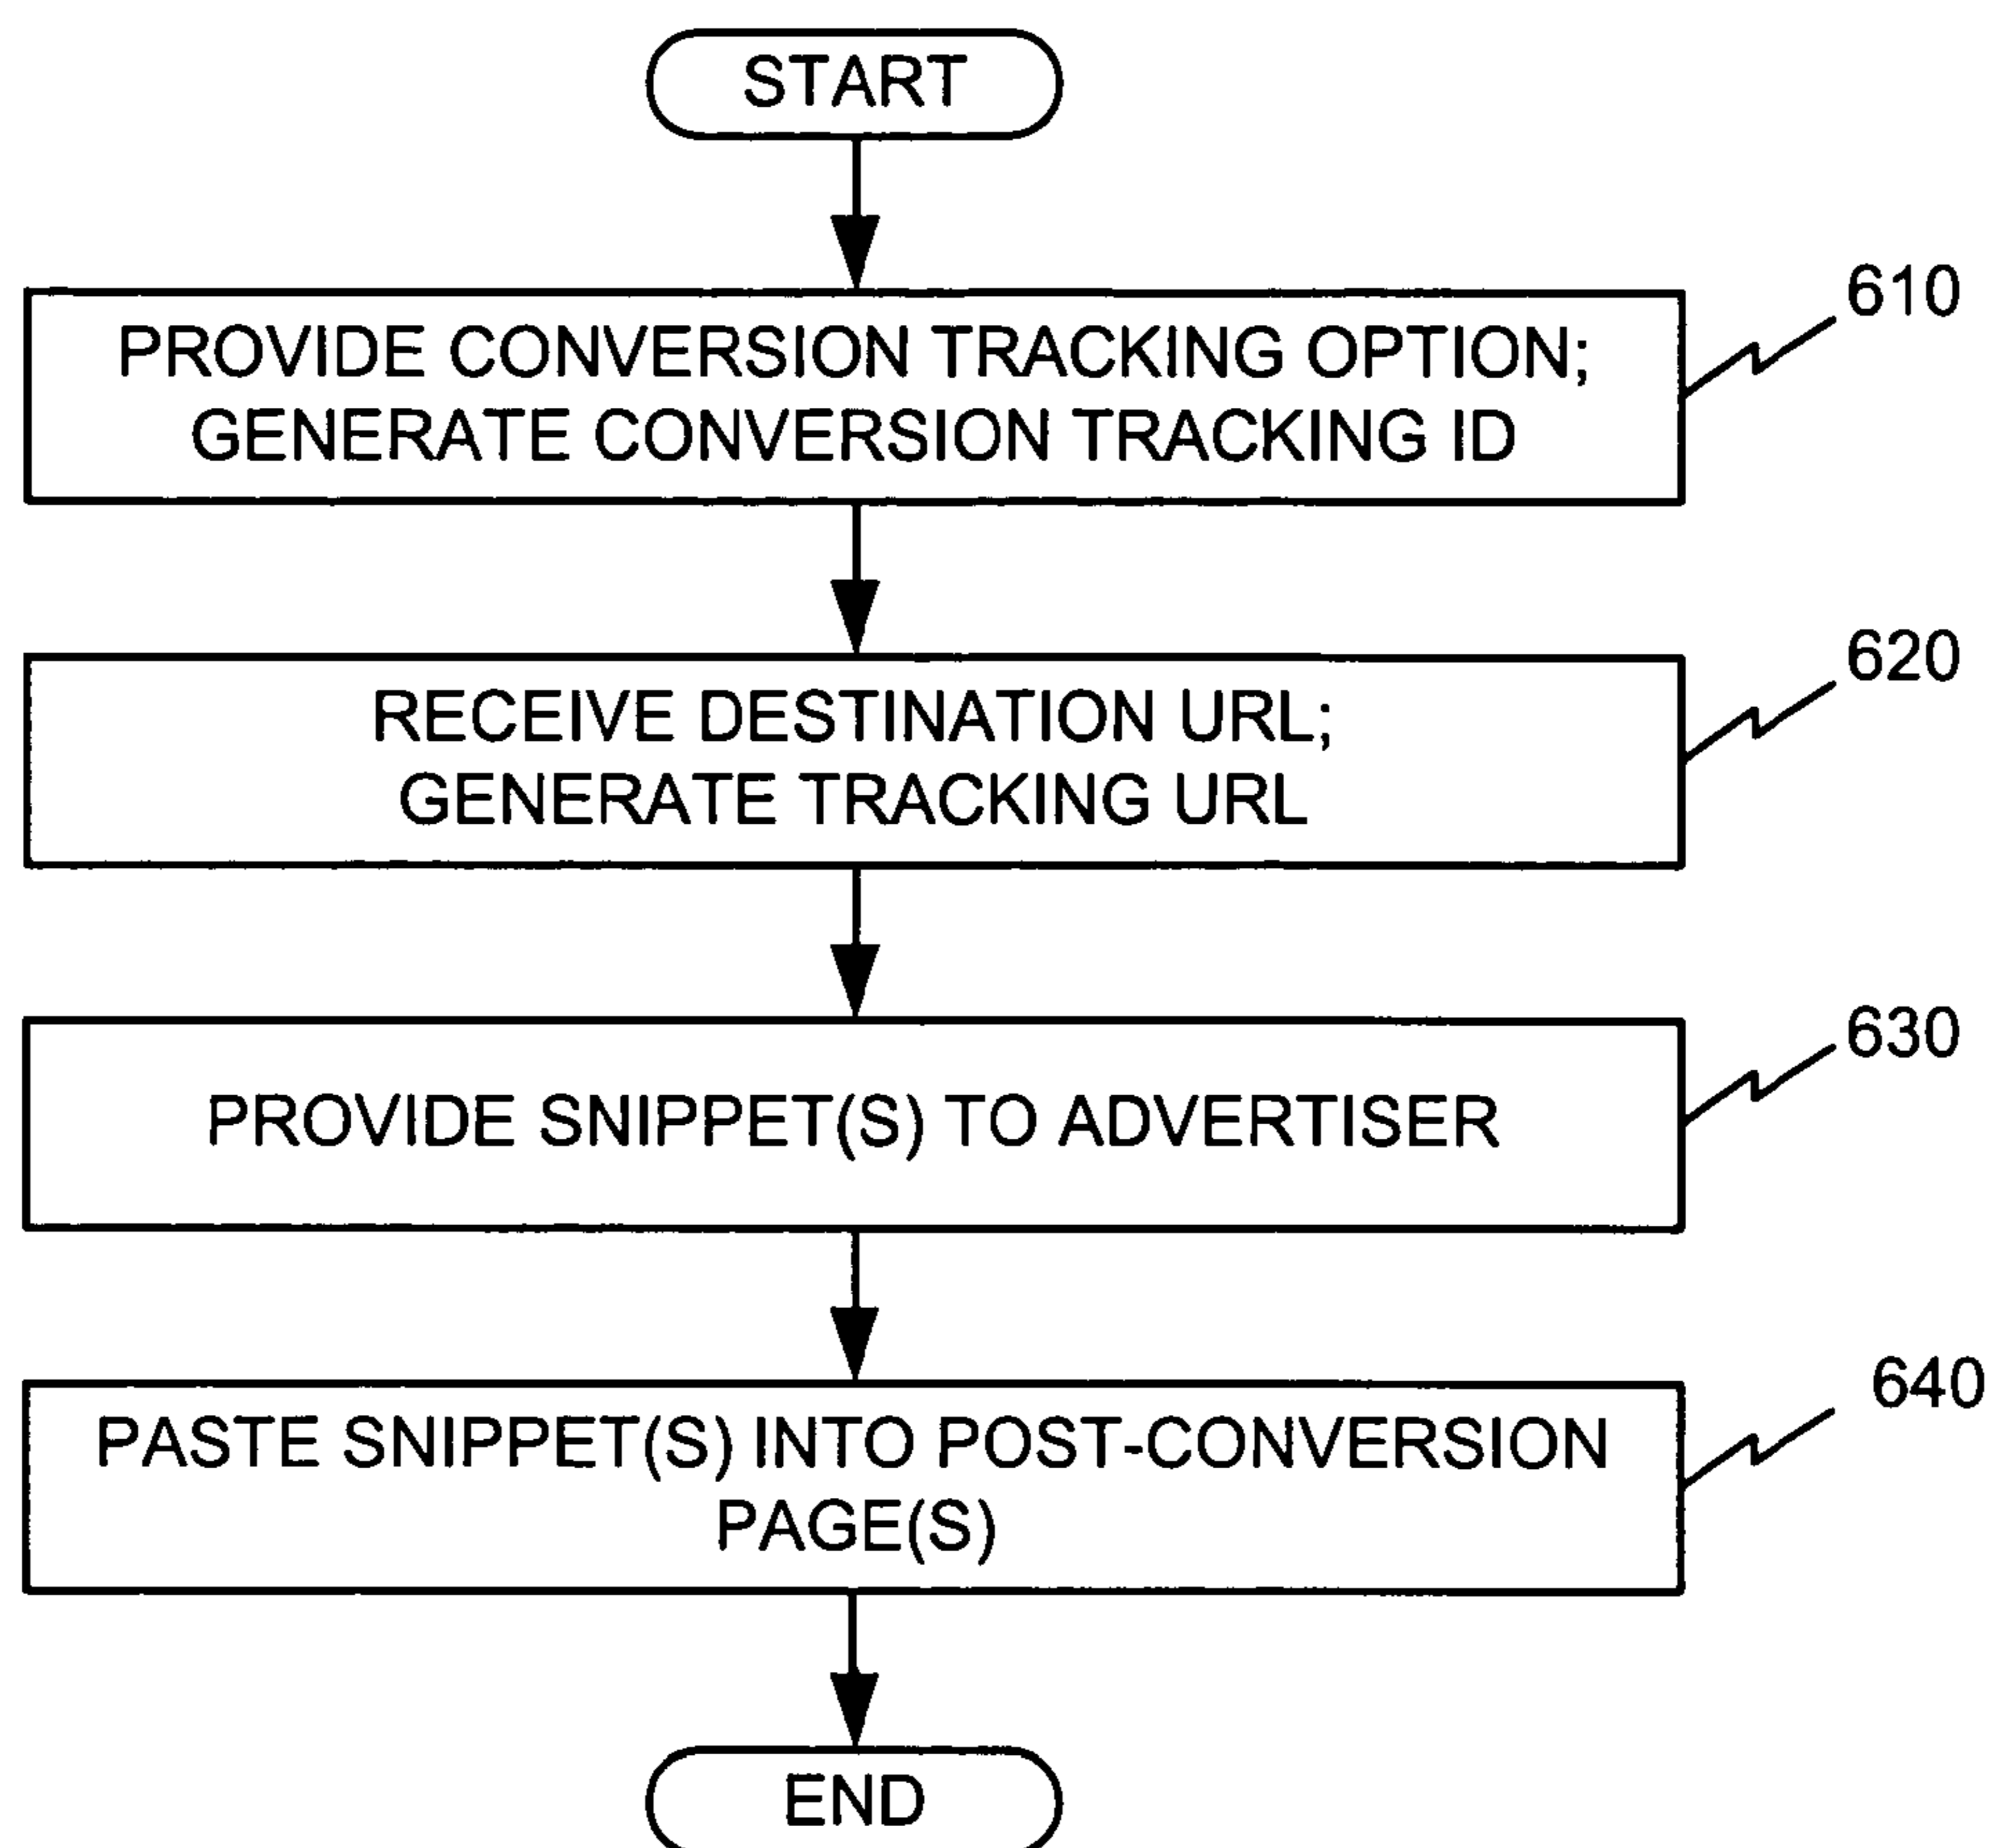 START
610
PROVIDE CONVERSION TRACKING OPTION;
GENERATE CONVERSION TRACKING ID
620
RECEIVE DESTINATION URL;
GENERATE TRACKING URL
630
PROVIDE SNIPPET(S) TO ADVERTISER
640
PASTE SNIPPET(S) INTO POST-CONVERSION
PAGE(S)
END